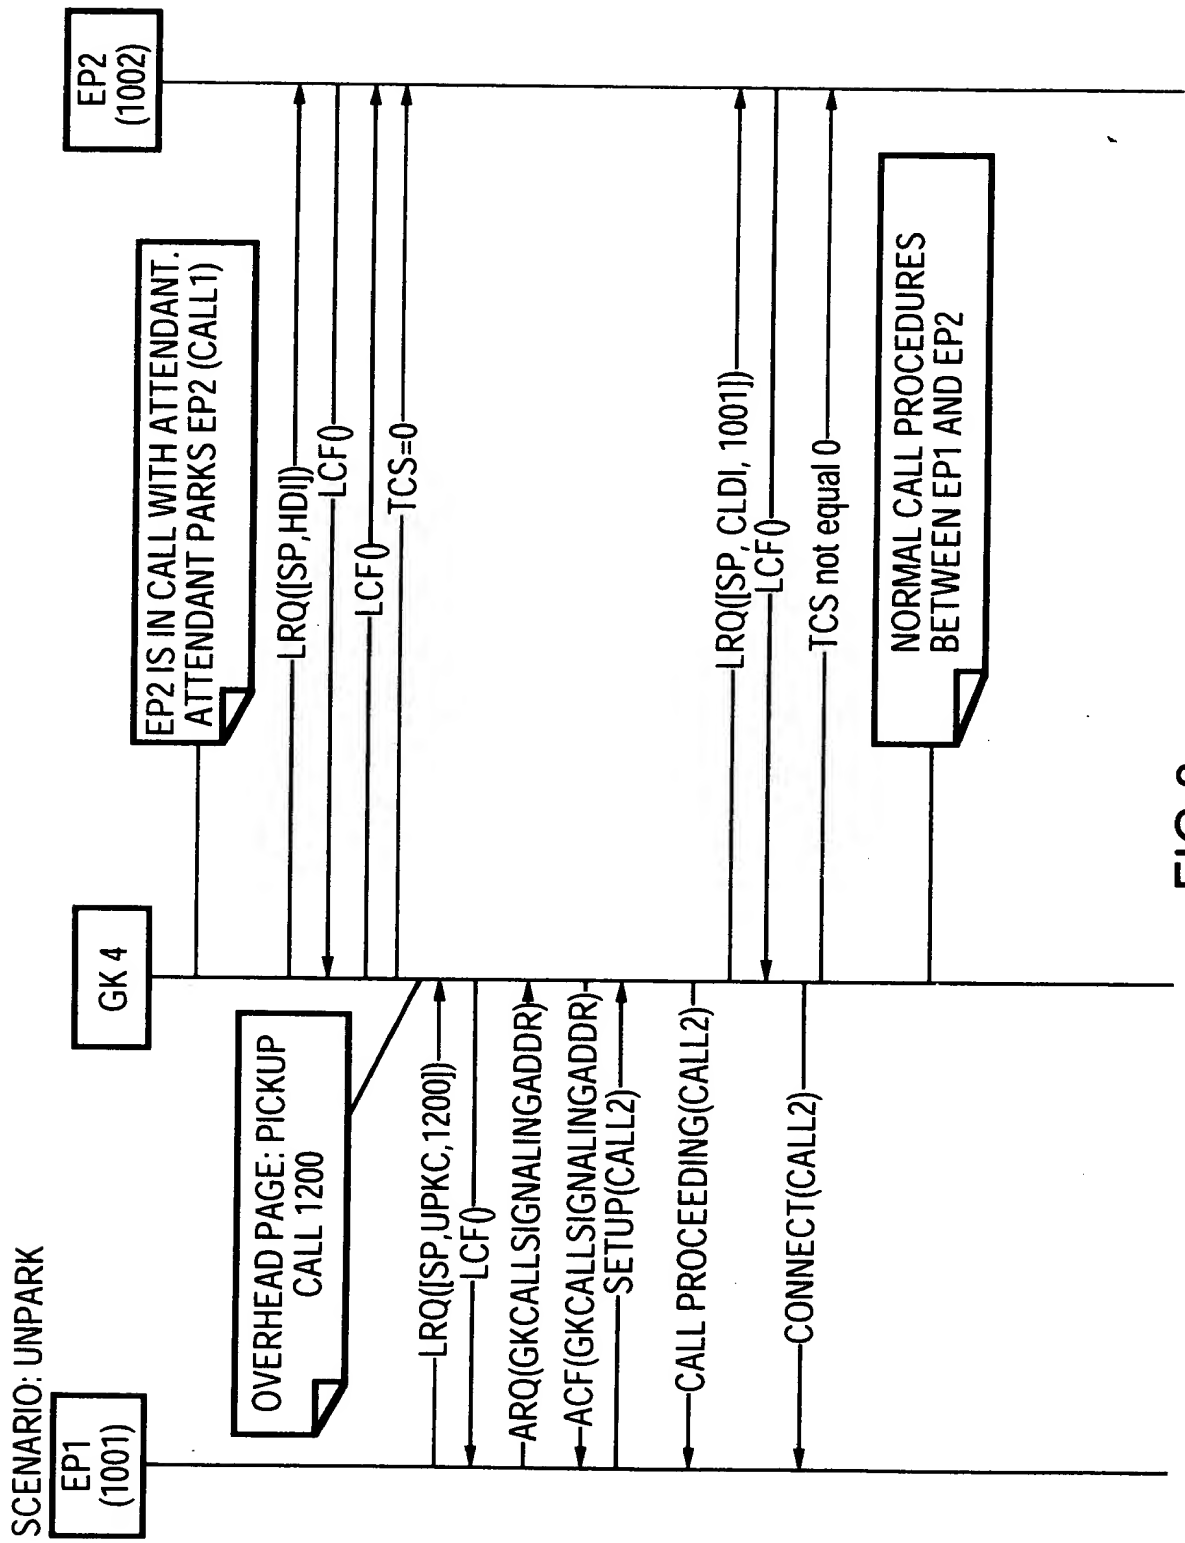 SCENARIO: UNPARK
EP1
(1001)
GK 4
EP2
(1002)
EP2 IS IN CALL WITH ATTENDANT.
ATTENDANT PARKS EP2 (CALL1)
LRQ([SP,HDI])
LCF()
LCF()
TCS=0
OVERHEAD PAGE: PICKUP
CALL 1200
LRQ([SP,UPKC,1200])
LCF()
ARQ(GKCALLSIGNALINGADDR)
ACF(GKCALLSIGNALINGADDR)
SETUP(CALL2)
CALL PROCEEDING(CALL2)
LRQ([SP, CLDI, 1001])
LCF()
CONNECT(CALL2)
TCS not equal 0
NORMAL CALL PROCEDURES
BETWEEN EP1 AND EP2
FIG